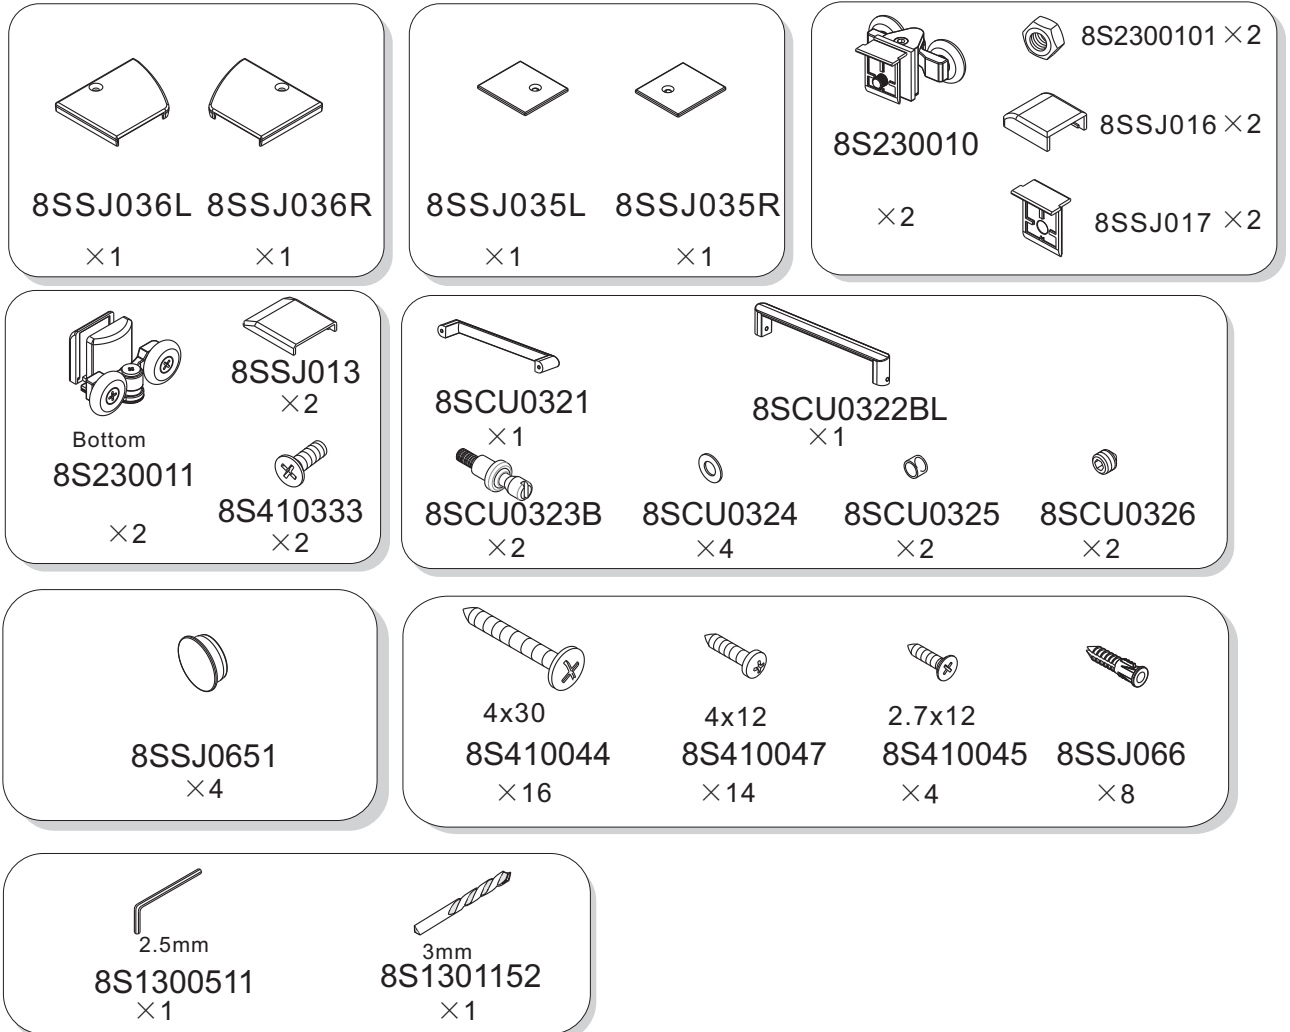 8SSJ036L 8SSJ036R
×1 ×1
8SSJ035L 8SSJ035R
×1 ×1
8S230010
×2
8S2300101 ×2
8SSJ016 ×2
8SSJ017 ×2
Bottom
8S230011
×2
8SSJ013
×2
8S410333
×2
8SCU0321
×1
8SCU0322BL
×1
8SCU0323B 8SCU0324 8SCU0325 8SCU0326
×2 ×4 ×2 ×2
8SSJ0651
×4
4x30 4x12 2.7x12
8S410044 8S410047 8S410045 8SSJ066
×16 ×14 ×4 ×8
2.5mm 3mm
8S1300511 8S1301152
×1 ×1